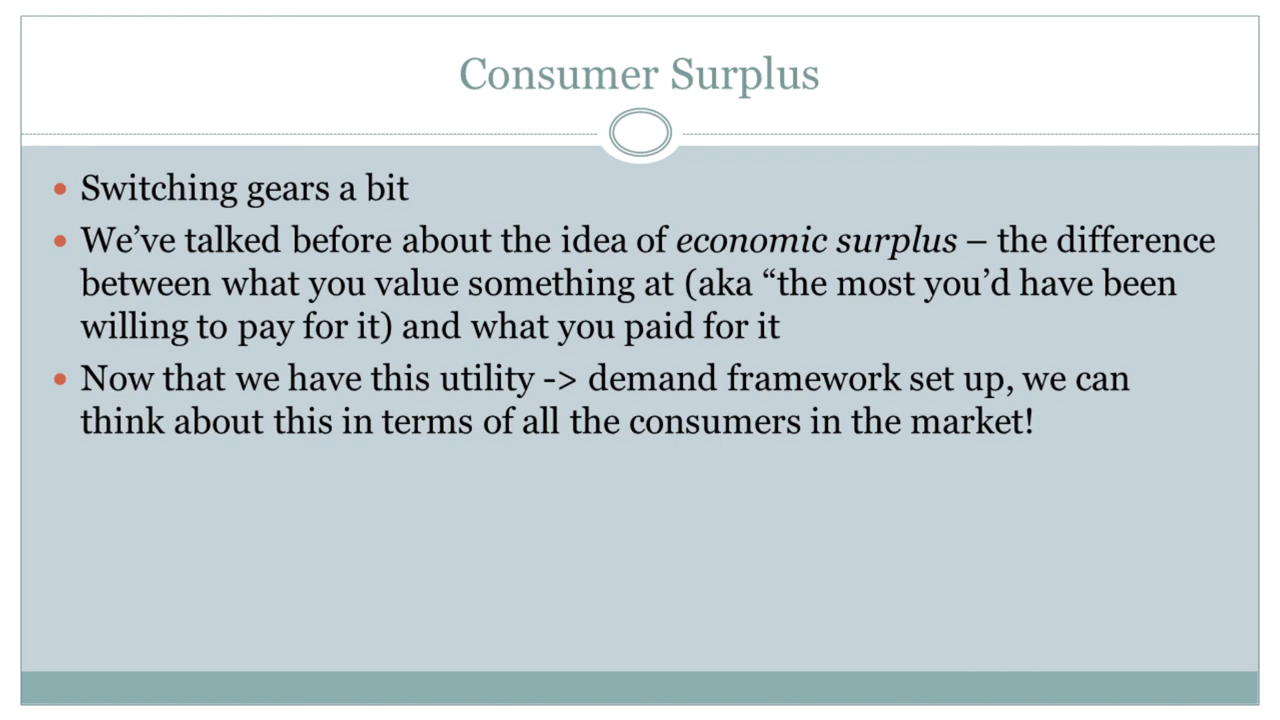 Consumer Surplus
• Switching gears a bit
• We’ve talked before about the idea of economic surplus – the difference
between what you value something at (aka “the most you’d have been
willing to pay for it) and what you paid for it
• Now that we have this utility -> demand framework set up, we can
think about this in terms of all the consumers in the market!